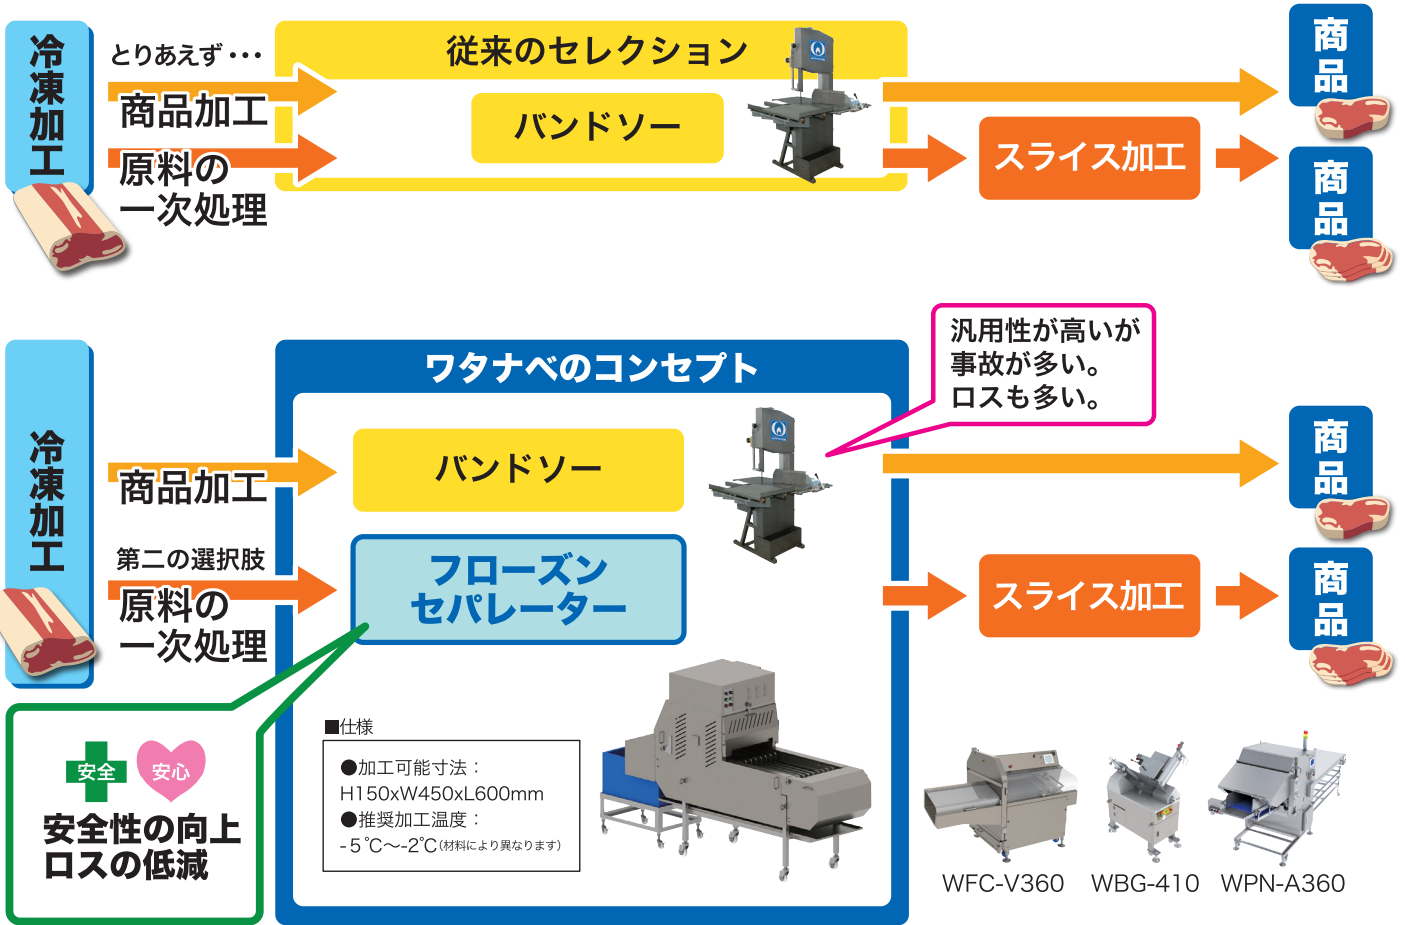 冷凍加工
とりあえず・・・
商品加工
原料の
一次処理
従来のセレクション
バンドソー
スライス加工
商品
商品
冷凍加工
商品加工
第二の選択肢
原料の
一次処理
ワタナベのコンセプト
バンドソー
フローズン
セパレーター
汎用性が高いが
事故が多い。
ロスも多い。
スライス加工
商品
商品
安全
安心
安全性の向上
ロスの低減
■仕様
●加工可能寸法：
H150xW450xL600mm
●推奨加工温度：
-５℃～-2℃(材料により異なります)
WFC-V360
WBG-410
WPN-A360